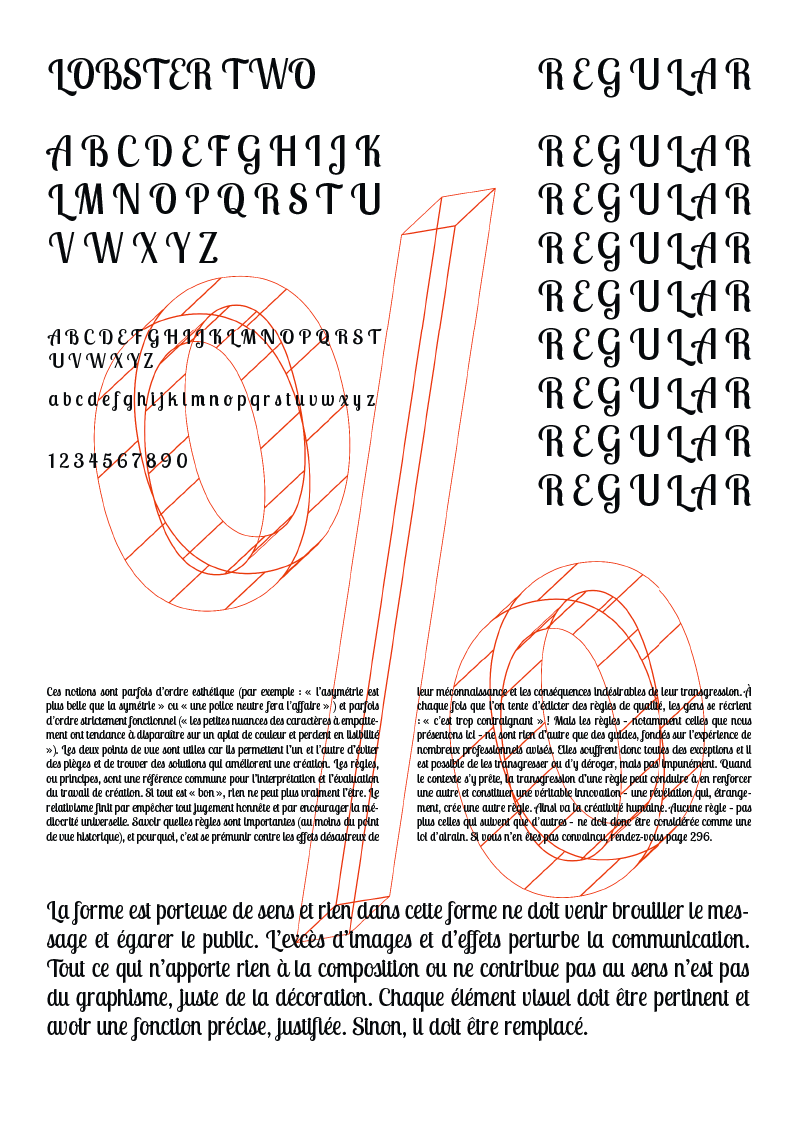 LOBSTER TWO
REGULAR
ABCDEFGHIJK
LMNOPQRSTU
VWXYZ
REGULAR
REGULAR
REGULAR
REGULAR
REGULAR
REGULAR
REGULAR
REGULAR
ABCDEFGHIJKLMNOPQRST
UVWXYZ
abcdefghijklmnopqrstuvwxyz
1234567890
%
Ces notions sont parfois d’ordre esthétique (par exemple : « l’asymétrie est
plus belle que la symétrie » ou « une police neutre fera l’affaire » ) et parfois
d’ordre strictement fonctionnel (« les petites nuances des caractères à empatte-
ment ont tendance à disparaître sur un aplat de couleur et perdent en lisibilité
»). Les deux points de vue sont utiles car ils permettent l’un et l’autre d’éviter
des pièges et de trouver des solutions qui améliorent une création. Les règles,
ou principes, sont une référence commune pour l’interprétation et l’évaluation
du travail de création. Si tout est « bon », rien ne peut plus vraiment l’être. Le
relativisme finit par empêcher tout jugement honnête et par encourager la mé-
diocrité universelle. Savoir quelles règles sont importantes (au moins du point
de vue historique), et pourquoi, c’est se prémunir contre les effets désastreux de
leur méconnaissance et les conséquences indésirables de leur transgression. À
chaque fois que l’on tente d’édicter des règles de qualité, les gens se récrient
: « c’est trop contraignant » ! Mais les règles – notamment celles que nous
présentons ici – ne sont rien d’autre que des guides, fondés sur l’expérience de
nombreux professionnels avisés. Elles souffrent donc toutes des exceptions et il
est possible de les transgresser ou d’y déroger, mais pas impunément. Quand
le contexte s’y prête, la transgression d’une règle peut conduire à en renforcer
une autre et constituer une véritable innovation – une révélation qui, étrange-
ment, crée une autre règle. Ainsi va la créativité humaine. Aucune règle – pas
plus celles qui suivent que d’autres – ne doit donc être considérée comme une
loi d’airain. Si vous n’en êtes pas convaincu, rendez-vous page 296.
La forme est porteuse de sens et rien dans cette forme ne doit venir brouiller le mes-
sage et égarer le public. L’excès d’images et d’effets perturbe la communication.
Tout ce qui n’apporte rien à la composition ou ne contribue pas au sens n’est pas
du graphisme, juste de la décoration. Chaque élément visuel doit être pertinent et
avoir une fonction précise, justifiée. Sinon, il doit être remplacé.